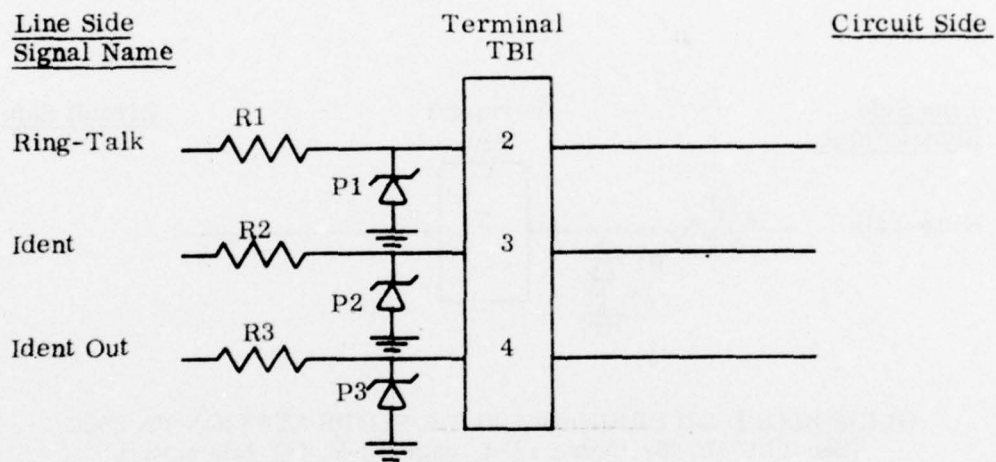 Line Side
Signal Name
Terminal
TBI
Circuit Side
Ring-Talk
R1
2
P1
Ident
R2
3
P2
Ident Out
R3
4
P3